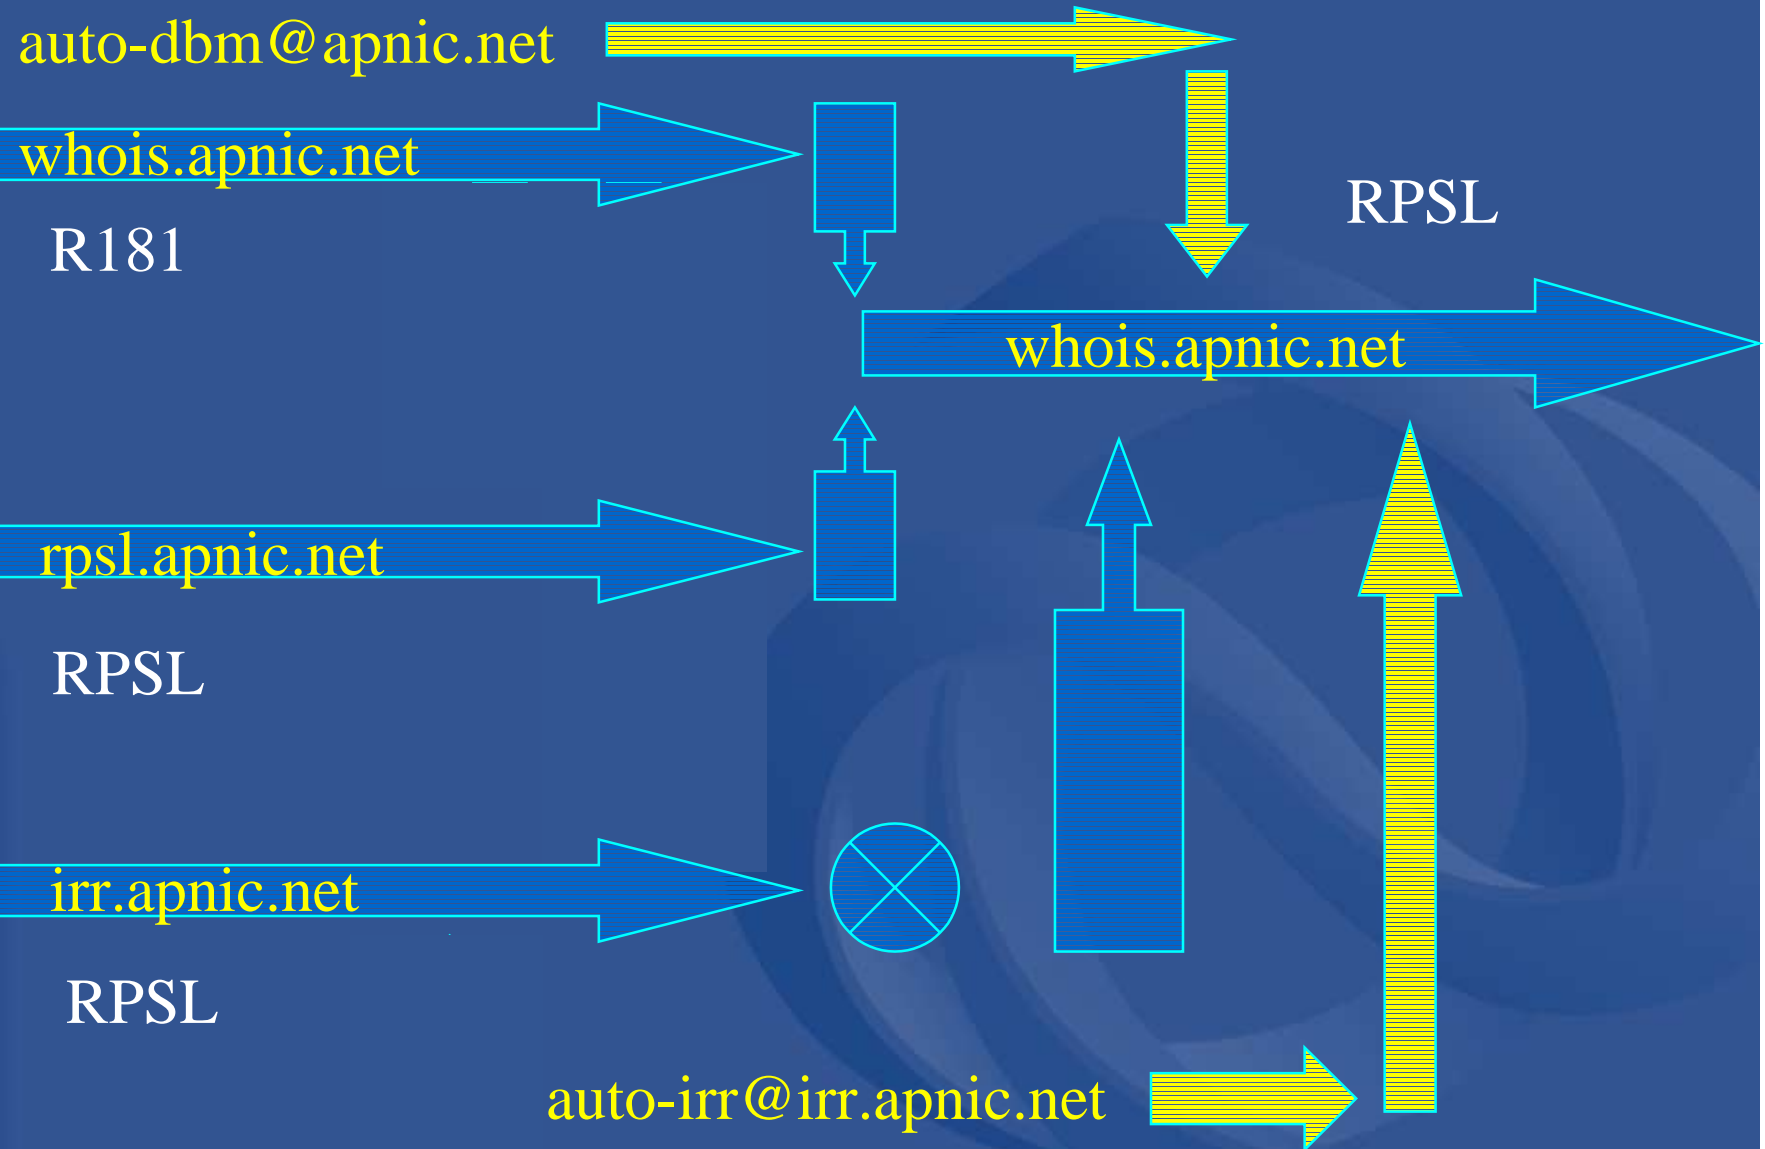 auto-dbm@apnic.net
whois.apnic.net
R181
RPSL
whois.apnic.net
rpsl.apnic.net
RPSL
irr.apnic.net
RPSL
auto-irr@irr.apnic.net